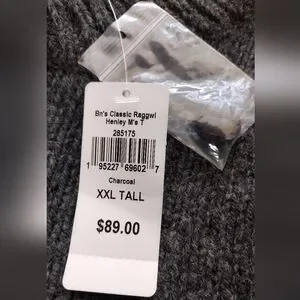 Bn's Classic Raggwl
Henley M's T
285175
1 95227 69602 7
Charcoal
XXL TALL
$89.00